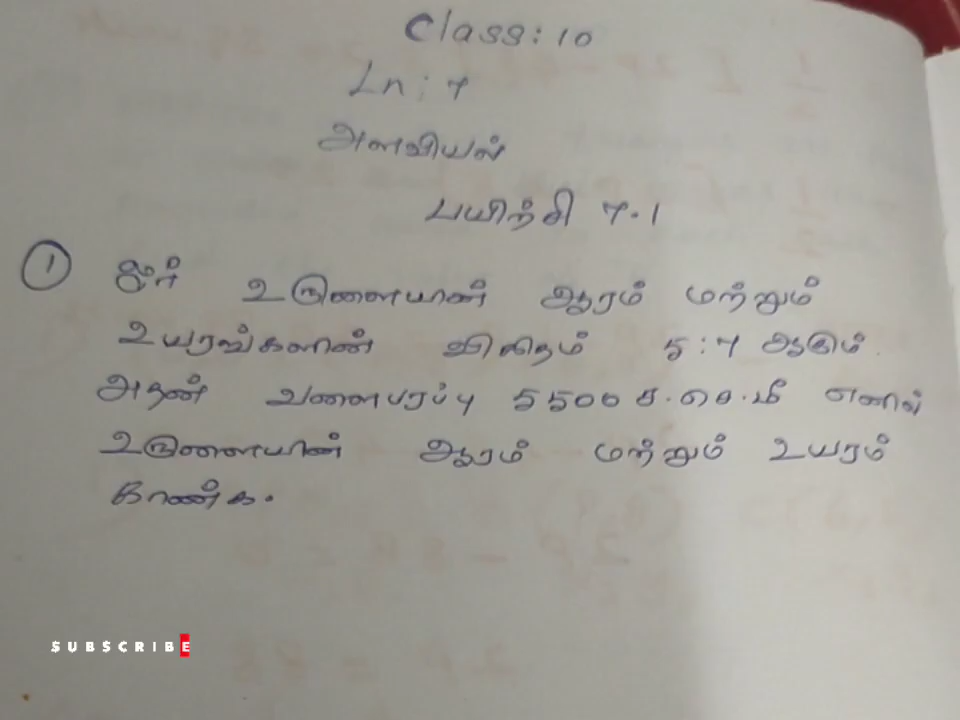 Class: 10
Ln: 7
அளவியல்
பயிற்சி 7.1
① ஓர் உருளையின் ஆரம் மற்றும்
உயரங்களின் விகிதம் 5:7 ஆகும்
அதன் வளைபரப்பு 5500 ச.செ.மீ எனில்
உருளையின் ஆரம் மற்றும் உயரம்
காண்க.
SUBSCRIBE